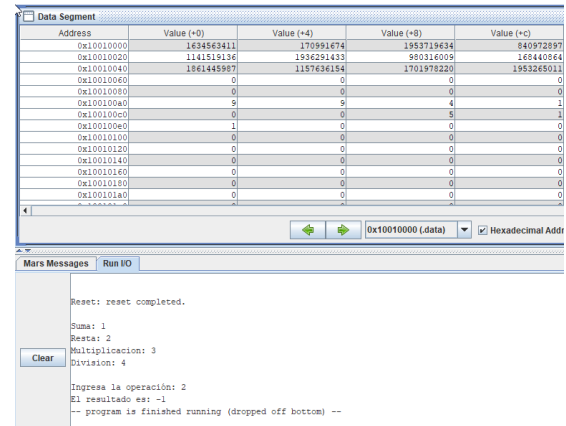 Data Segment
Address Value (+0) Value (+4) Value (+8) Value (+c)
0x10010000 1634563411 170991674 1953719634 840972897
0x10010020 1141519136 1936291433 980316009 168440864
0x10010040 1861445987 1157636154 1701978220 1953265011
0x10010060 0 0 0 0
0x10010080 0 0 0 0
0x100100a0 9 9 4 1
0x100100c0 0 0 5 1
0x100100e0 1 0 0 0
0x10010100 0 0 0 0
0x10010120 0 0 0 0
0x10010140 0 0 0 0
0x10010160 0 0 0 0
0x10010180 0 0 0 0
0x100101a0 0 0 0 0
0x10010000 (.data) Hexadecimal Addr
Mars Messages Run I/O
Reset: reset completed.
Suma: 1
Resta: 2
Multiplicacion: 3
Clear
Division: 4
Ingresa la operación: 2
El resultado es: -1
-- program is finished running (dropped off bottom) --